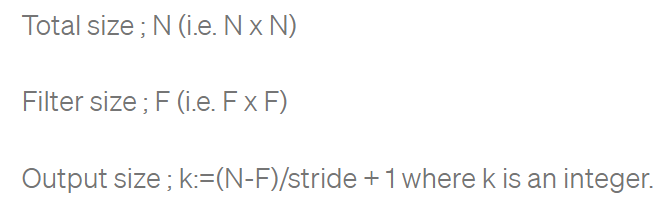 Total size ; N (i.e. N x N)
Filter size ; F (i.e. F x F)
Output size ; k:=(N-F)/stride + 1 where k is an integer.